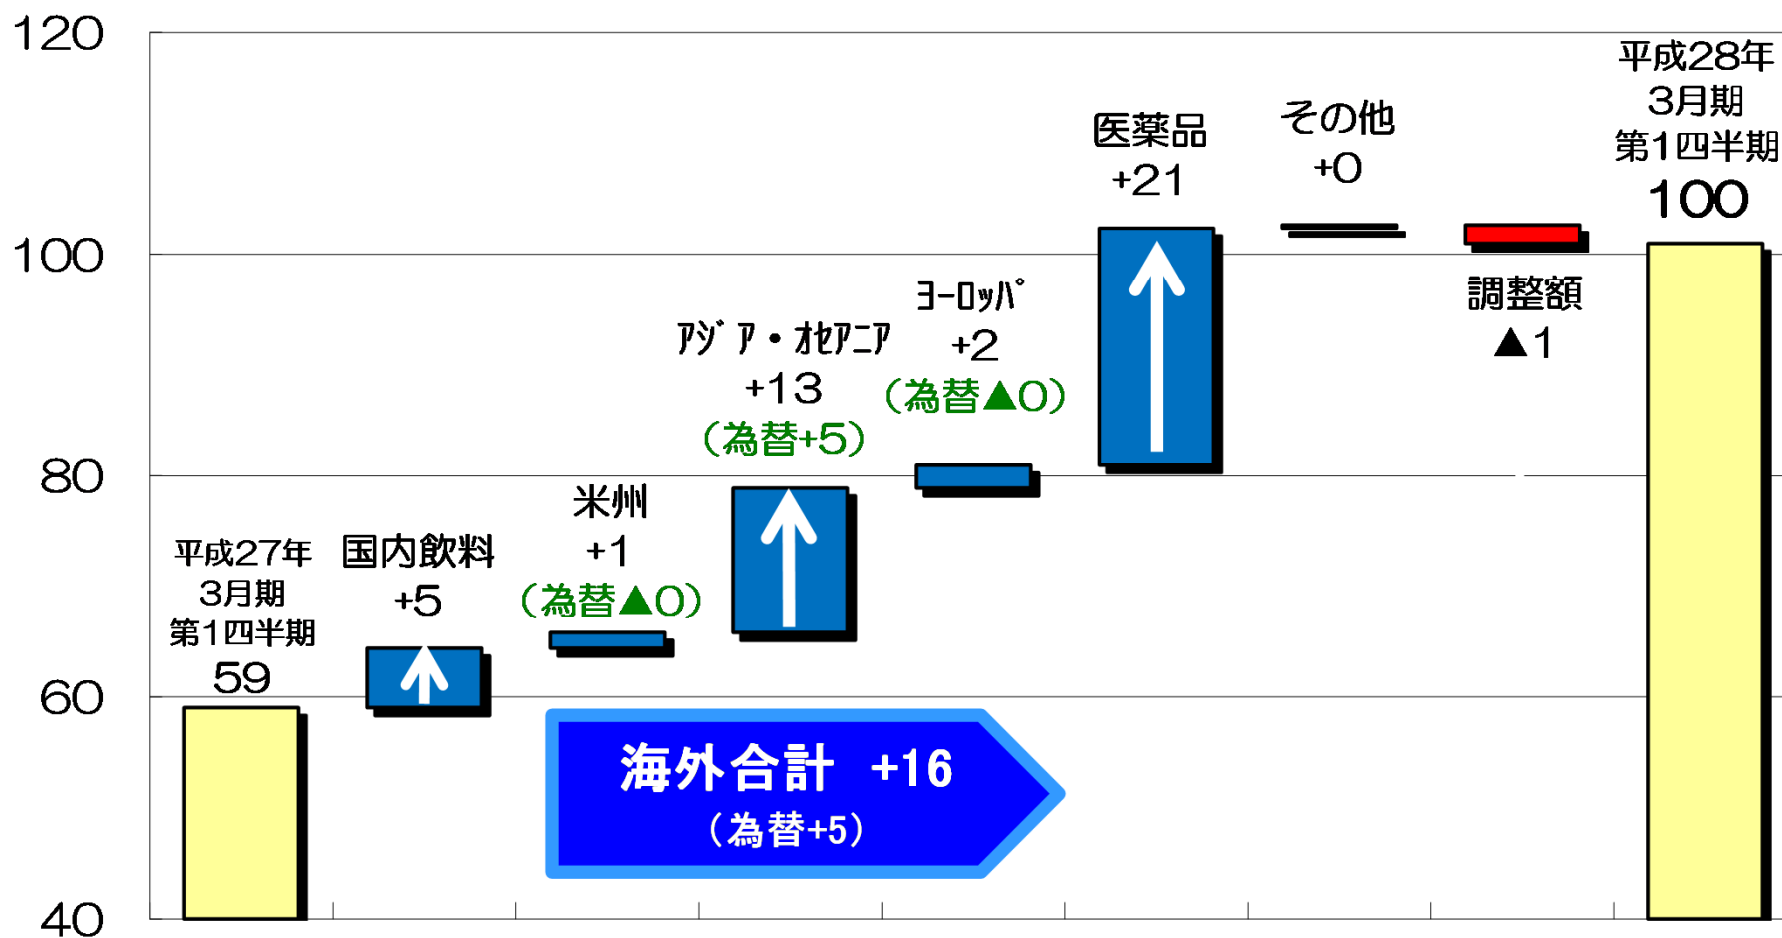 120
100
80
60
40
平成27年
3月期
第1四半期
59
国内飲料
+5
米州
+1
(為替▲0)
ｱｼﾞｱ・ｵｾｱﾆｱ
+13
(為替+5)
ﾖｰﾛｯﾊﾟ
+2
(為替▲0)
医薬品
+21
その他
+0
調整額
▲1
平成28年
3月期
第1四半期
100
海外合計 +16
(為替+5)